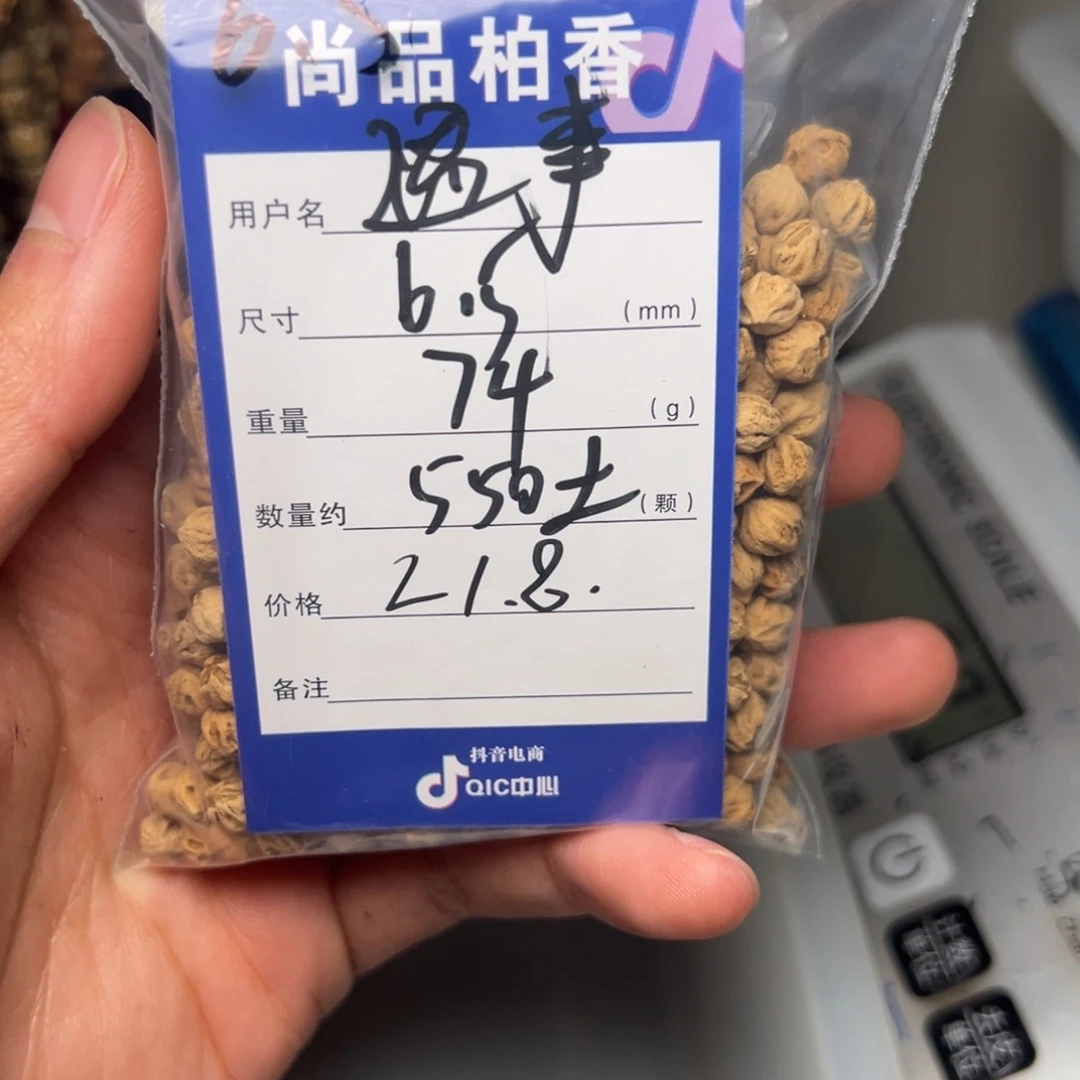 尚品柏香
用户名 事
尺寸 6.5 (mm)
重量 74 (g)
数量约 550± (颗)
价格 21.8.
备注
抖音电商
QIC中心